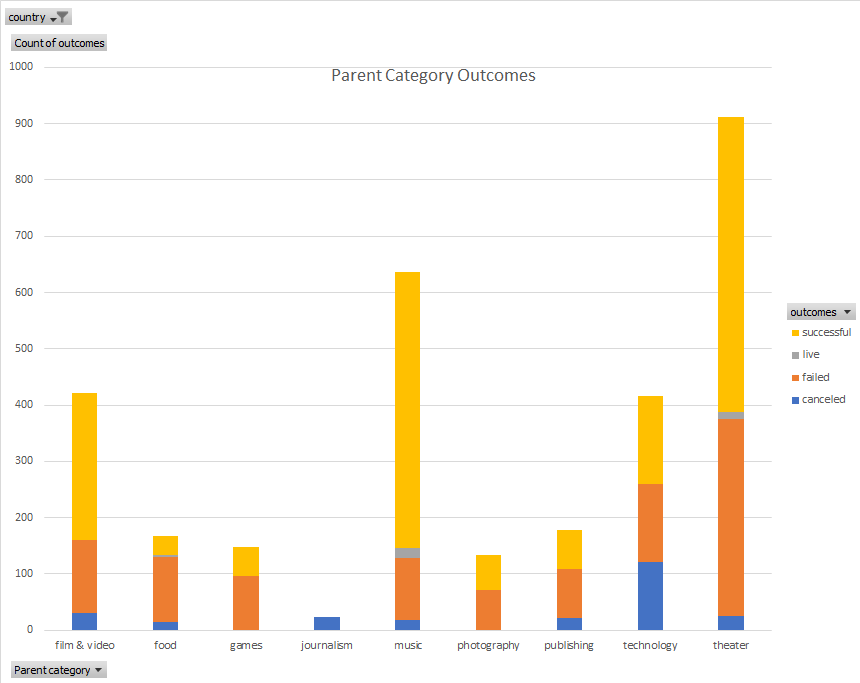 country
Count of outcomes
Parent Category Outcomes
1000
900
800
700
600
500
400
300
200
100
0
film & video food games journalism music photography publishing technology theater
outcomes
successful
live
failed
canceled
Parent category